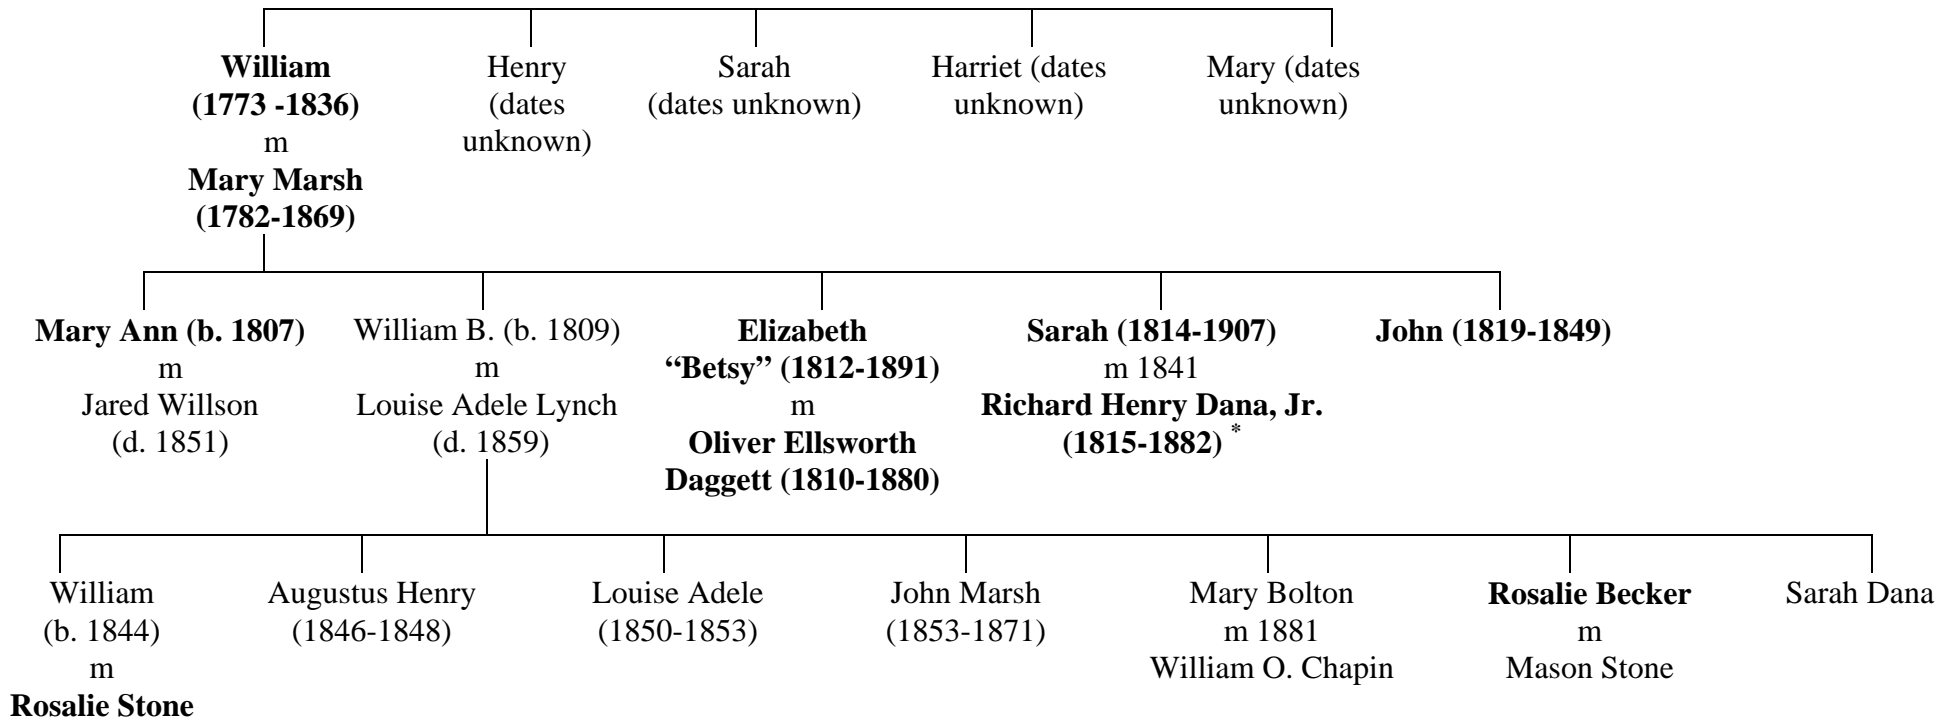 William
(1773 -1836)
m
Mary Marsh
(1782-1869)
Henry
(dates
unknown)
Sarah
(dates unknown)
Harriet (dates
unknown)
Mary (dates
unknown)
Mary Ann (b. 1807)
m
Jared Willson
(d. 1851)
William B. (b. 1809)
m
Louise Adele Lynch
(d. 1859)
Elizabeth
“Betsy” (1812-1891)
m
Oliver Ellsworth
Daggett (1810-1880)
Sarah (1814-1907)
m 1841
Richard Henry Dana, Jr.
(1815-1882) *
John (1819-1849)
William
(b. 1844)
m
Rosalie Stone
Augustus Henry
(1846-1848)
Louise Adele
(1850-1853)
John Marsh
(1853-1871)
Mary Bolton
m 1881
William O. Chapin
Rosalie Becker
m
Mason Stone
Sarah Dana